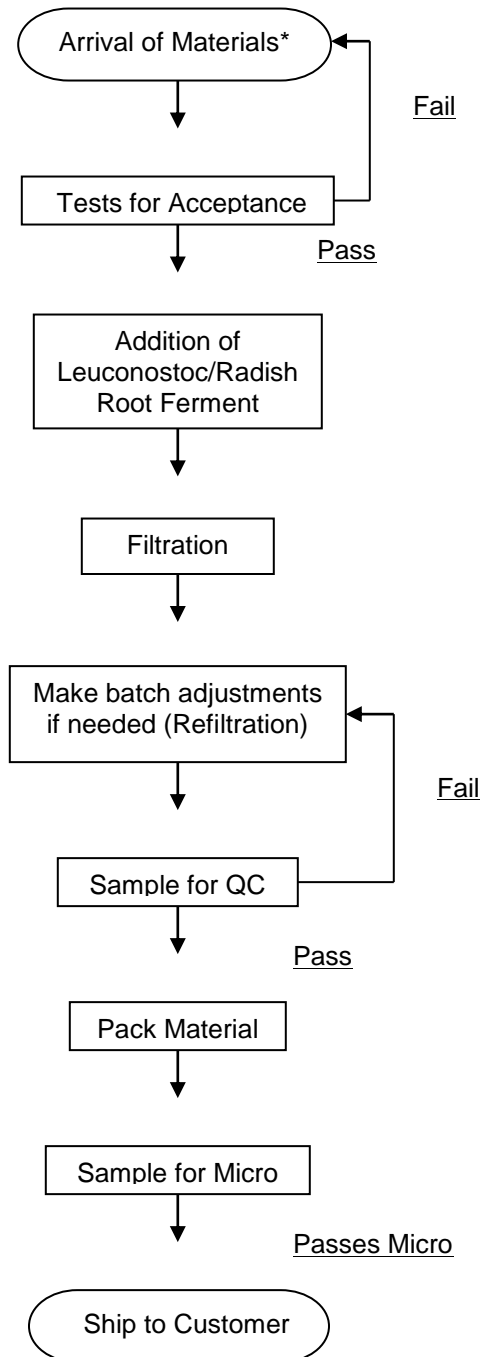 Arrival of Materials*
Fail
Tests for Acceptance
Pass
Addition of
Leuconostoc/Radish
Root Ferment
Filtration
Make batch adjustments
if needed (Refiltration)
Fail
Sample for QC
Pass
Pack Material
Sample for Micro
Passes Micro
Ship to Customer